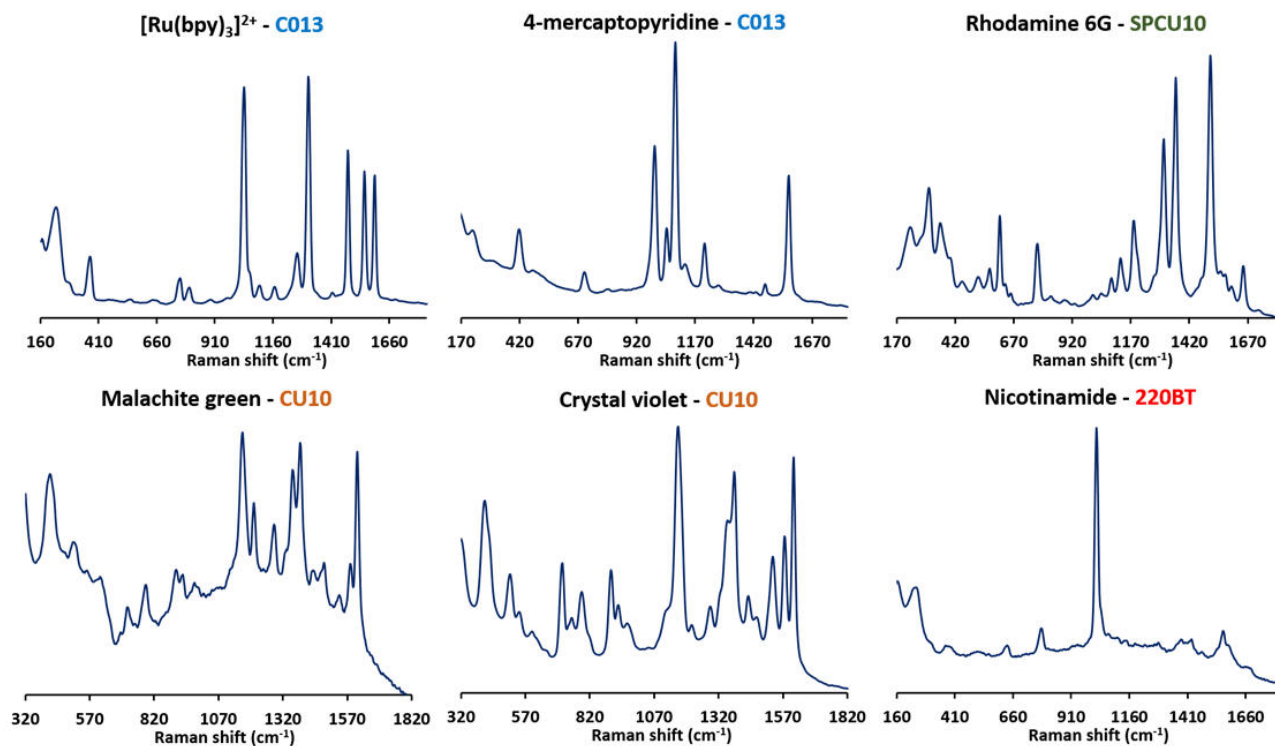 [Ru(bpy)₃]²⁺ - C013
160 410 660 910 1160 1410 1660
Raman shift (cm⁻¹)
4-mercaptopyridine - C013
170 420 670 920 1170 1420 1670
Raman shift (cm⁻¹)
Rhodamine 6G - SPCU10
170 420 670 920 1170 1420 1670
Raman shift (cm⁻¹)
Malachite green - CU10
320 570 820 1070 1320 1570 1820
Raman shift (cm⁻¹)
Crystal violet - CU10
320 570 820 1070 1320 1570 1820
Raman shift (cm⁻¹)
Nicotinamide - 220BT
160 410 660 910 1160 1410 1660
Raman shift (cm⁻¹)